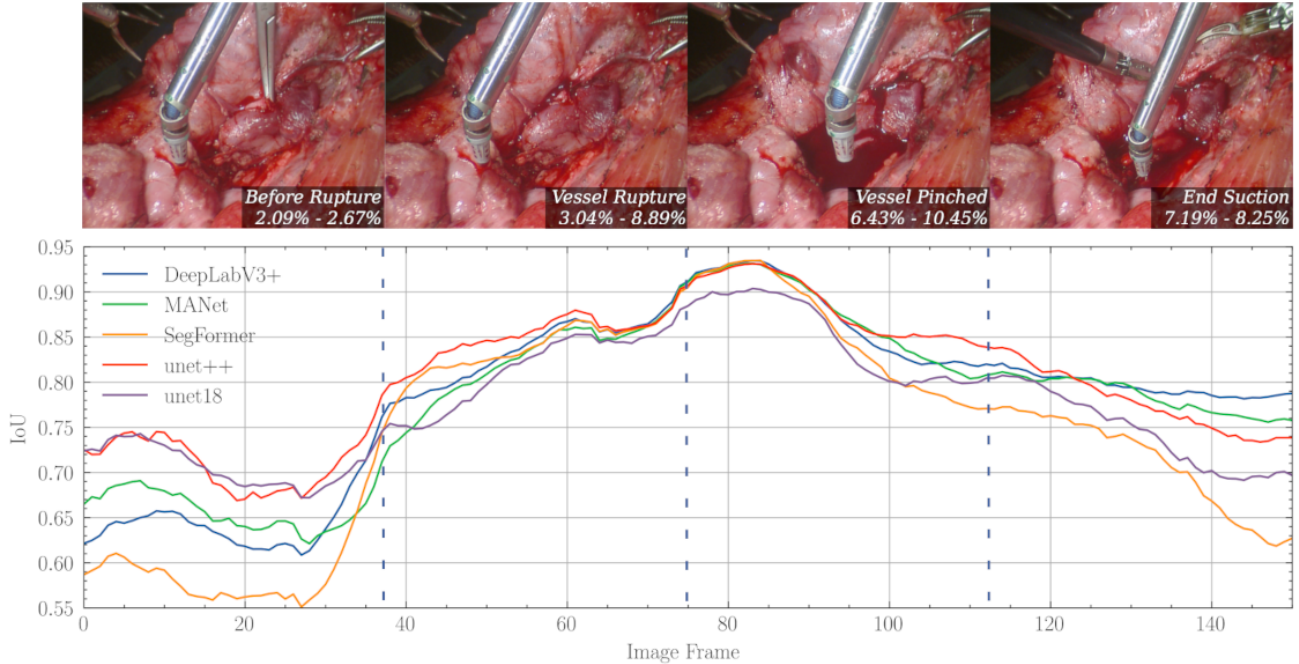 Before Rupture
2.09% - 2.67%
Vessel Rupture
3.04% - 8.89%
Vessel Pinched
6.43% - 10.45%
End Suction
7.19% - 8.25%
0.95
0.90
0.85
0.80
0.75
0.70
0.65
0.60
0.55
IoU
DeepLabV3+
MANet
SegFormer
unet++
unet18
0 20 40 60 80 100 120 140
Image Frame